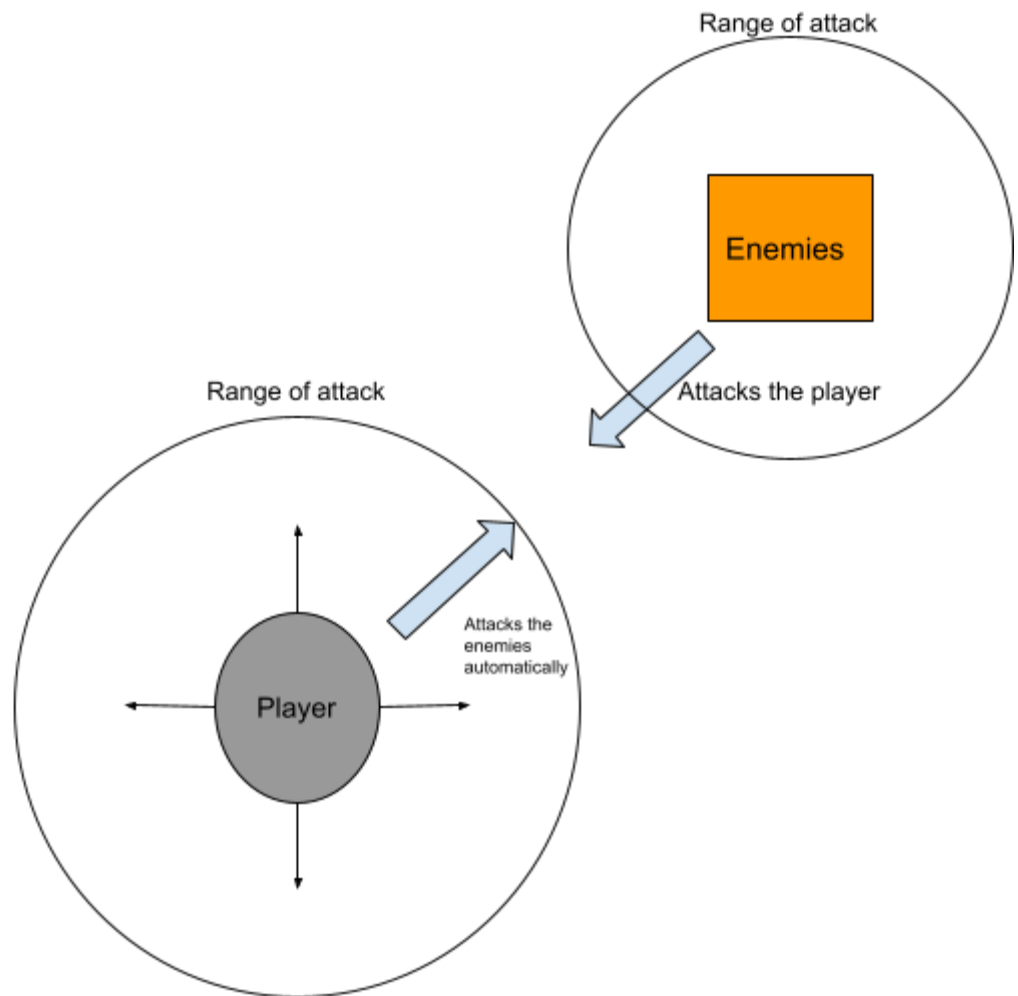 Range of attack
Enemies
Attacks the player
Range of attack
Attacks the
enemies
automatically
Player